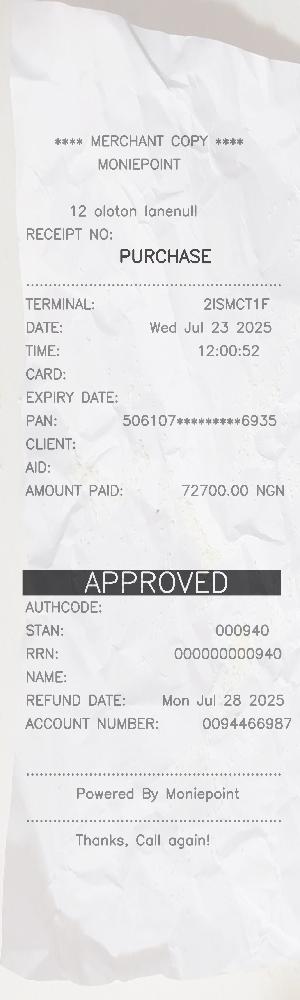 **** MERCHANT COPY ****
MONIEPOINT
12 oloton lanenull
RECEIPT NO:
PURCHASE
TERMINAL: 2ISMCT1F
DATE: Wed Jul 23 2025
TIME: 12:00:52
CARD:
EXPIRY DATE:
PAN: 506107*********6935
CLIENT:
AID:
AMOUNT PAID: 72700.00 NGN
APPROVED
AUTHCODE:
STAN: 000940
RRN: 000000000940
NAME:
REFUND DATE: Mon Jul 28 2025
ACCOUNT NUMBER: 0094466987
Powered By Moniepoint
Thanks, Call again!